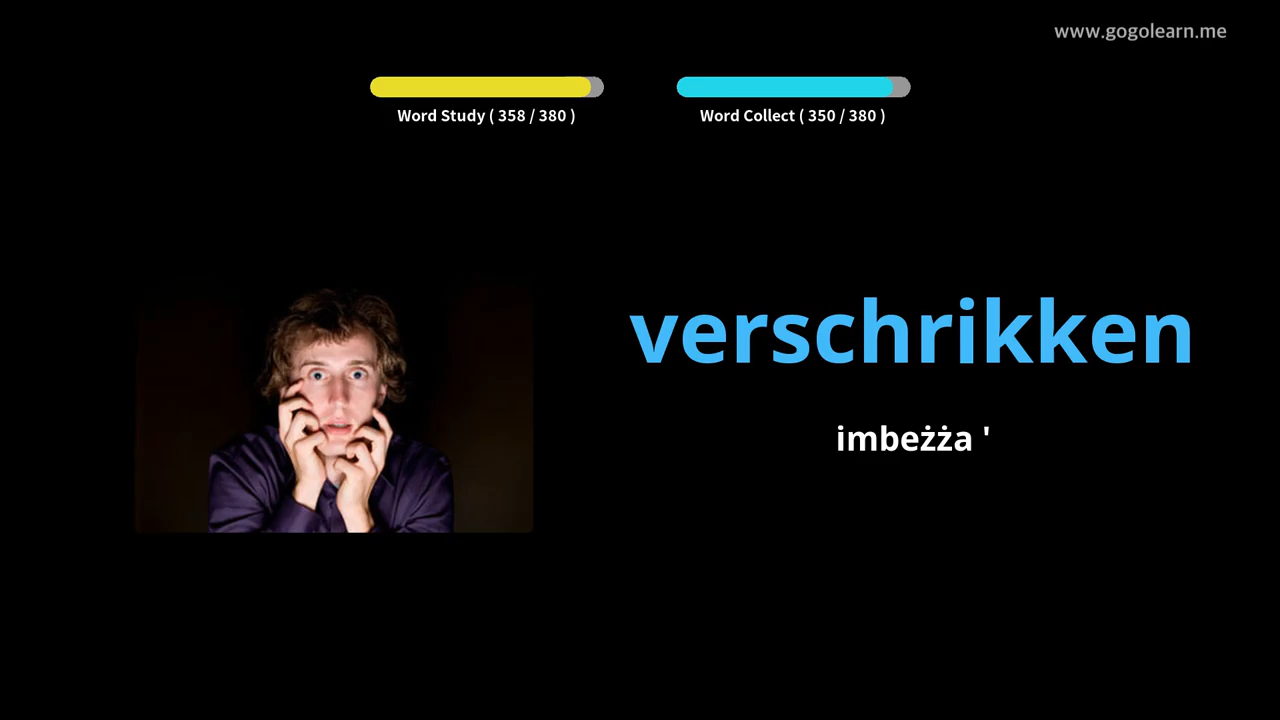 www.gogolearn.me
Word Study ( 358 / 380 )
Word Collect ( 350 / 380 )
verschrikken
imbeżża '